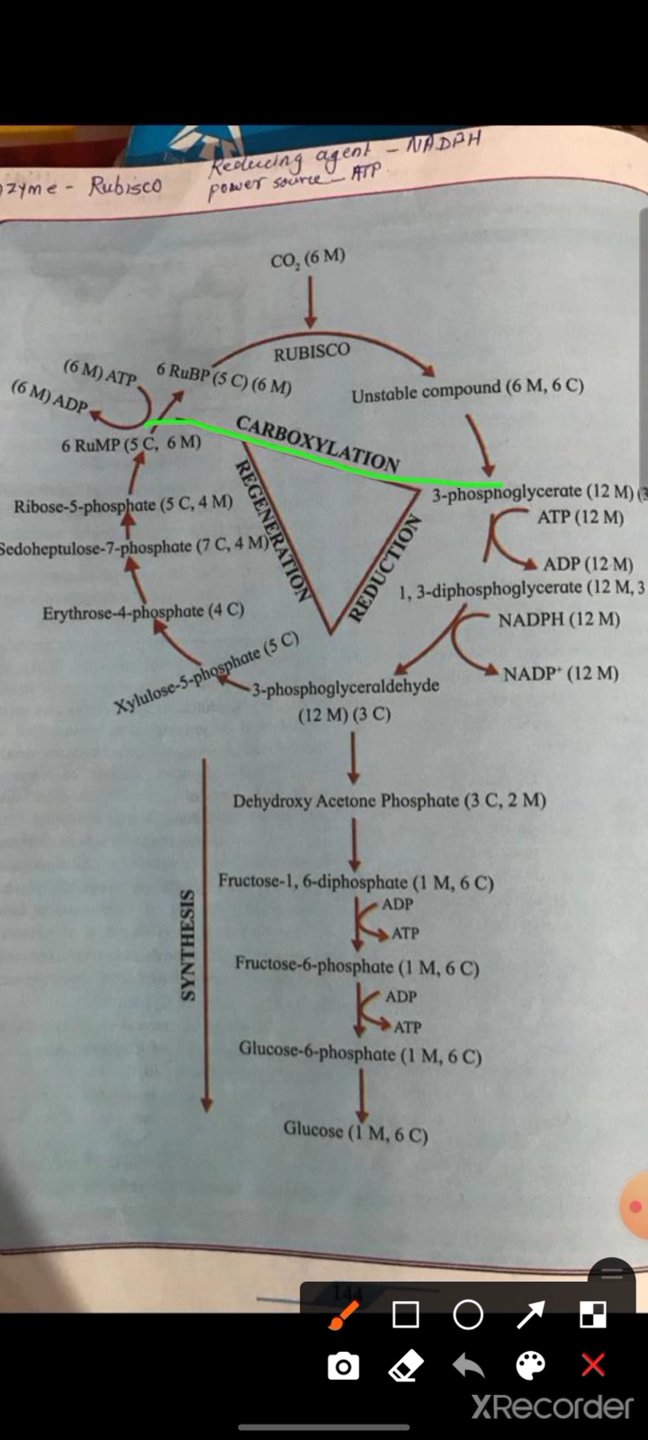 Reducing agent - NADPH
zyme - Rubisco power source - ATP
CO₂ (6 M)
RUBISCO
(6 M) ATP 6 RuBP (5 C) (6 M)
Unstable compound (6 M, 6 C)
(6 M) ADP
CARBOXYLATION
6 RuMP (5 C, 6 M)
REGENERATION
REDUCTION
3-phosphoglycerate (12 M) (3
Ribose-5-phosphate (5 C, 4 M)
ATP (12 M)
Sedoheptulose-7-phosphate (7 C, 4 M)
ADP (12 M)
1, 3-diphosphoglycerate (12 M, 3
Erythrose-4-phosphate (4 C)
NADPH (12 M)
Xylulose-5-phosphate (5 C)
NADP⁺ (12 M)
3-phosphoglyceraldehyde
(12 M) (3 C)
Dehydroxy Acetone Phosphate (3 C, 2 M)
SYNTHESIS
Fructose-1, 6-diphosphate (1 M, 6 C)
ADP
ATP
Fructose-6-phosphate (1 M, 6 C)
ADP
ATP
Glucose-6-phosphate (1 M, 6 C)
Glucose (1 M, 6 C)
144
XRecorder